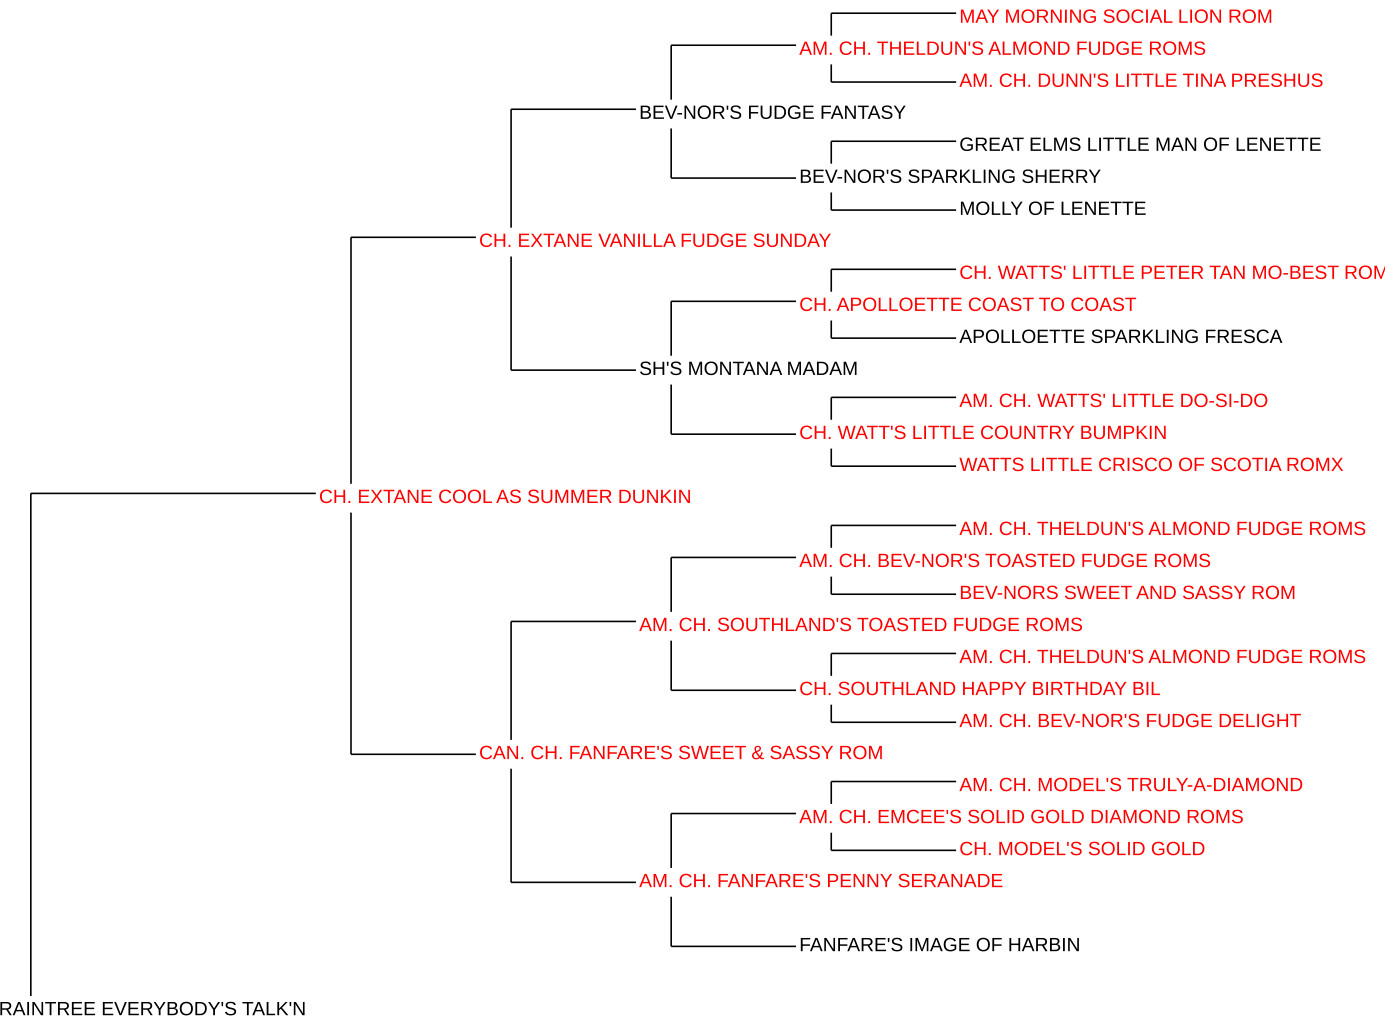 MAY MORNING SOCIAL LION ROM
AM. CH. THELDUN'S ALMOND FUDGE ROMS
AM. CH. DUNN'S LITTLE TINA PRESHUS
BEV-NOR'S FUDGE FANTASY
GREAT ELMS LITTLE MAN OF LENETTE
BEV-NOR'S SPARKLING SHERRY
MOLLY OF LENETTE
CH. EXTANE VANILLA FUDGE SUNDAY
CH. WATTS' LITTLE PETER TAN MO-BEST ROM
CH. APOLLOETTE COAST TO COAST
APOLLOETTE SPARKLING FRESCA
SH'S MONTANA MADAM
AM. CH. WATTS' LITTLE DO-SI-DO
CH. WATT'S LITTLE COUNTRY BUMPKIN
WATTS LITTLE CRISCO OF SCOTIA ROMX
CH. EXTANE COOL AS SUMMER DUNKIN
AM. CH. THELDUN'S ALMOND FUDGE ROMS
AM. CH. BEV-NOR'S TOASTED FUDGE ROMS
BEV-NORS SWEET AND SASSY ROM
AM. CH. SOUTHLAND'S TOASTED FUDGE ROMS
AM. CH. THELDUN'S ALMOND FUDGE ROMS
CH. SOUTHLAND HAPPY BIRTHDAY BIL
AM. CH. BEV-NOR'S FUDGE DELIGHT
CAN. CH. FANFARE'S SWEET & SASSY ROM
AM. CH. MODEL'S TRULY-A-DIAMOND
AM. CH. EMCEE'S SOLID GOLD DIAMOND ROMS
CH. MODEL'S SOLID GOLD
AM. CH. FANFARE'S PENNY SERANADE
FANFARE'S IMAGE OF HARBIN
RAINTREE EVERYBODY'S TALK'N